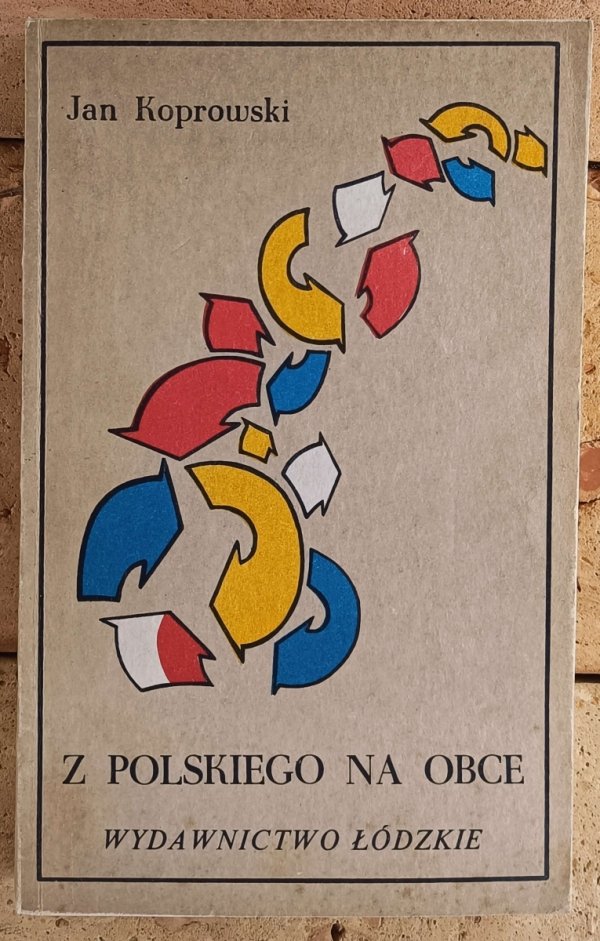 Jan Koprowski
Z POLSKIEGO NA OBCE
WYDAWNICTWO ŁÓDZKIE